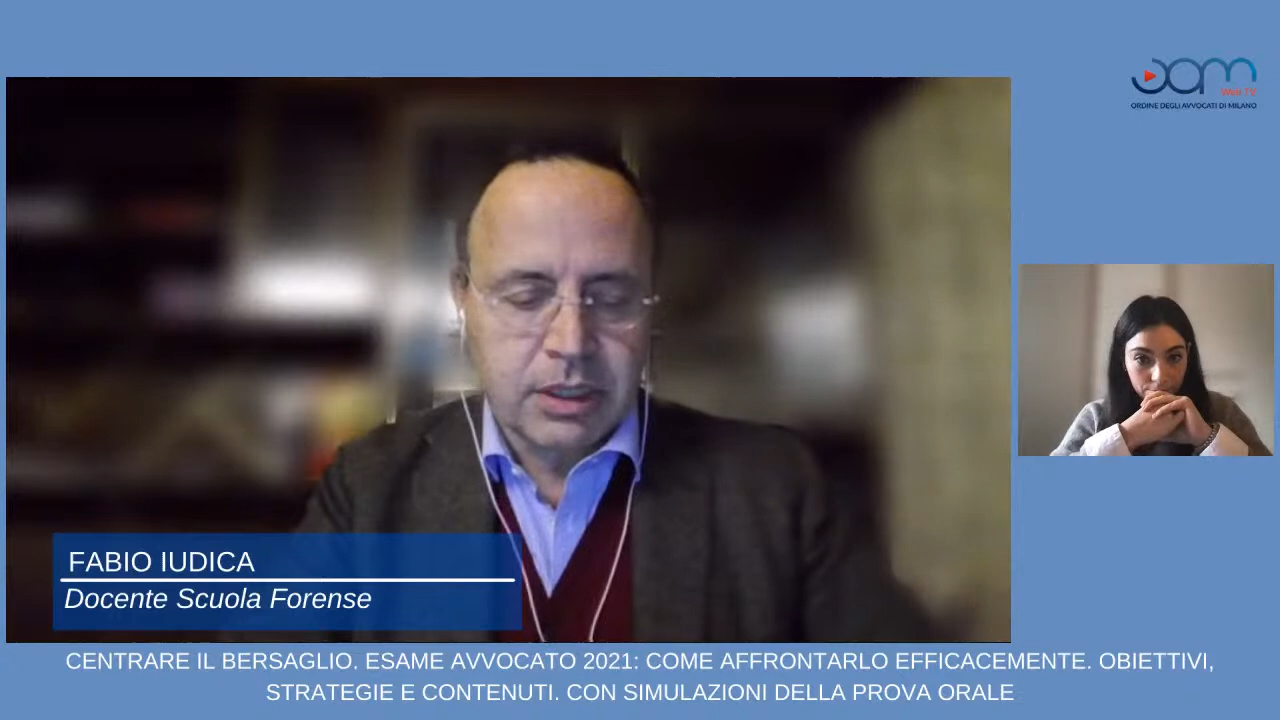 oam
Web TV
ORDINE DEGLI AVVOCATI DI MILANO
FABIO IUDICA
Docente Scuola Forense
CENTRARE IL BERSAGLIO. ESAME AVVOCATO 2021: COME AFFRONTARLO EFFICACEMENTE. OBIETTIVI,
STRATEGIE E CONTENUTI. CON SIMULAZIONI DELLA PROVA ORALE